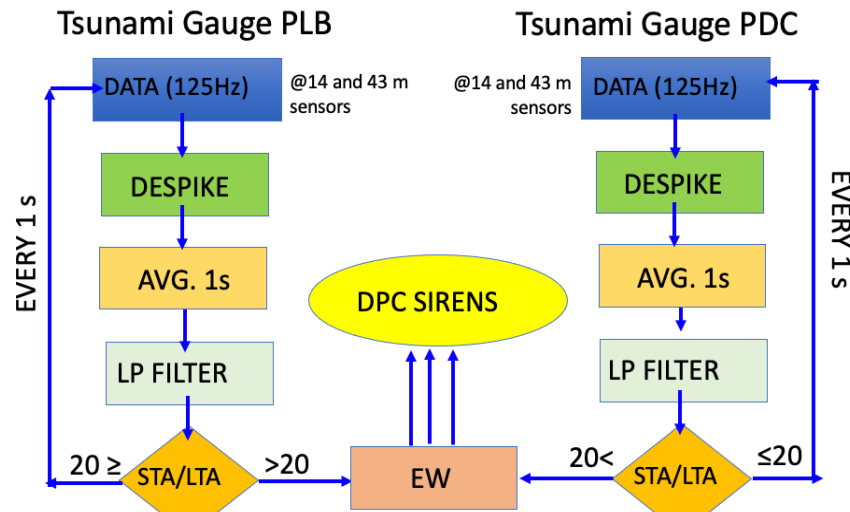 Tsunami Gauge PLB
Tsunami Gauge PDC
DATA (125Hz)
@14 and 43 m
sensors
@14 and 43 m
sensors
DATA (125Hz)
DESPIKE
DESPIKE
EVERY 1 s
EVERY 1 s
AVG. 1s
AVG. 1s
DPC SIRENS
LP FILTER
LP FILTER
20 ≥
STA/LTA
>20
EW
20<
STA/LTA
≤20